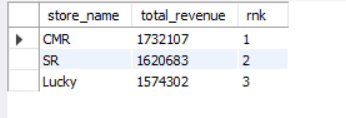 store_name total_revenue rnk
CMR 1732107 1
SR 1620683 2
Lucky 1574302 3